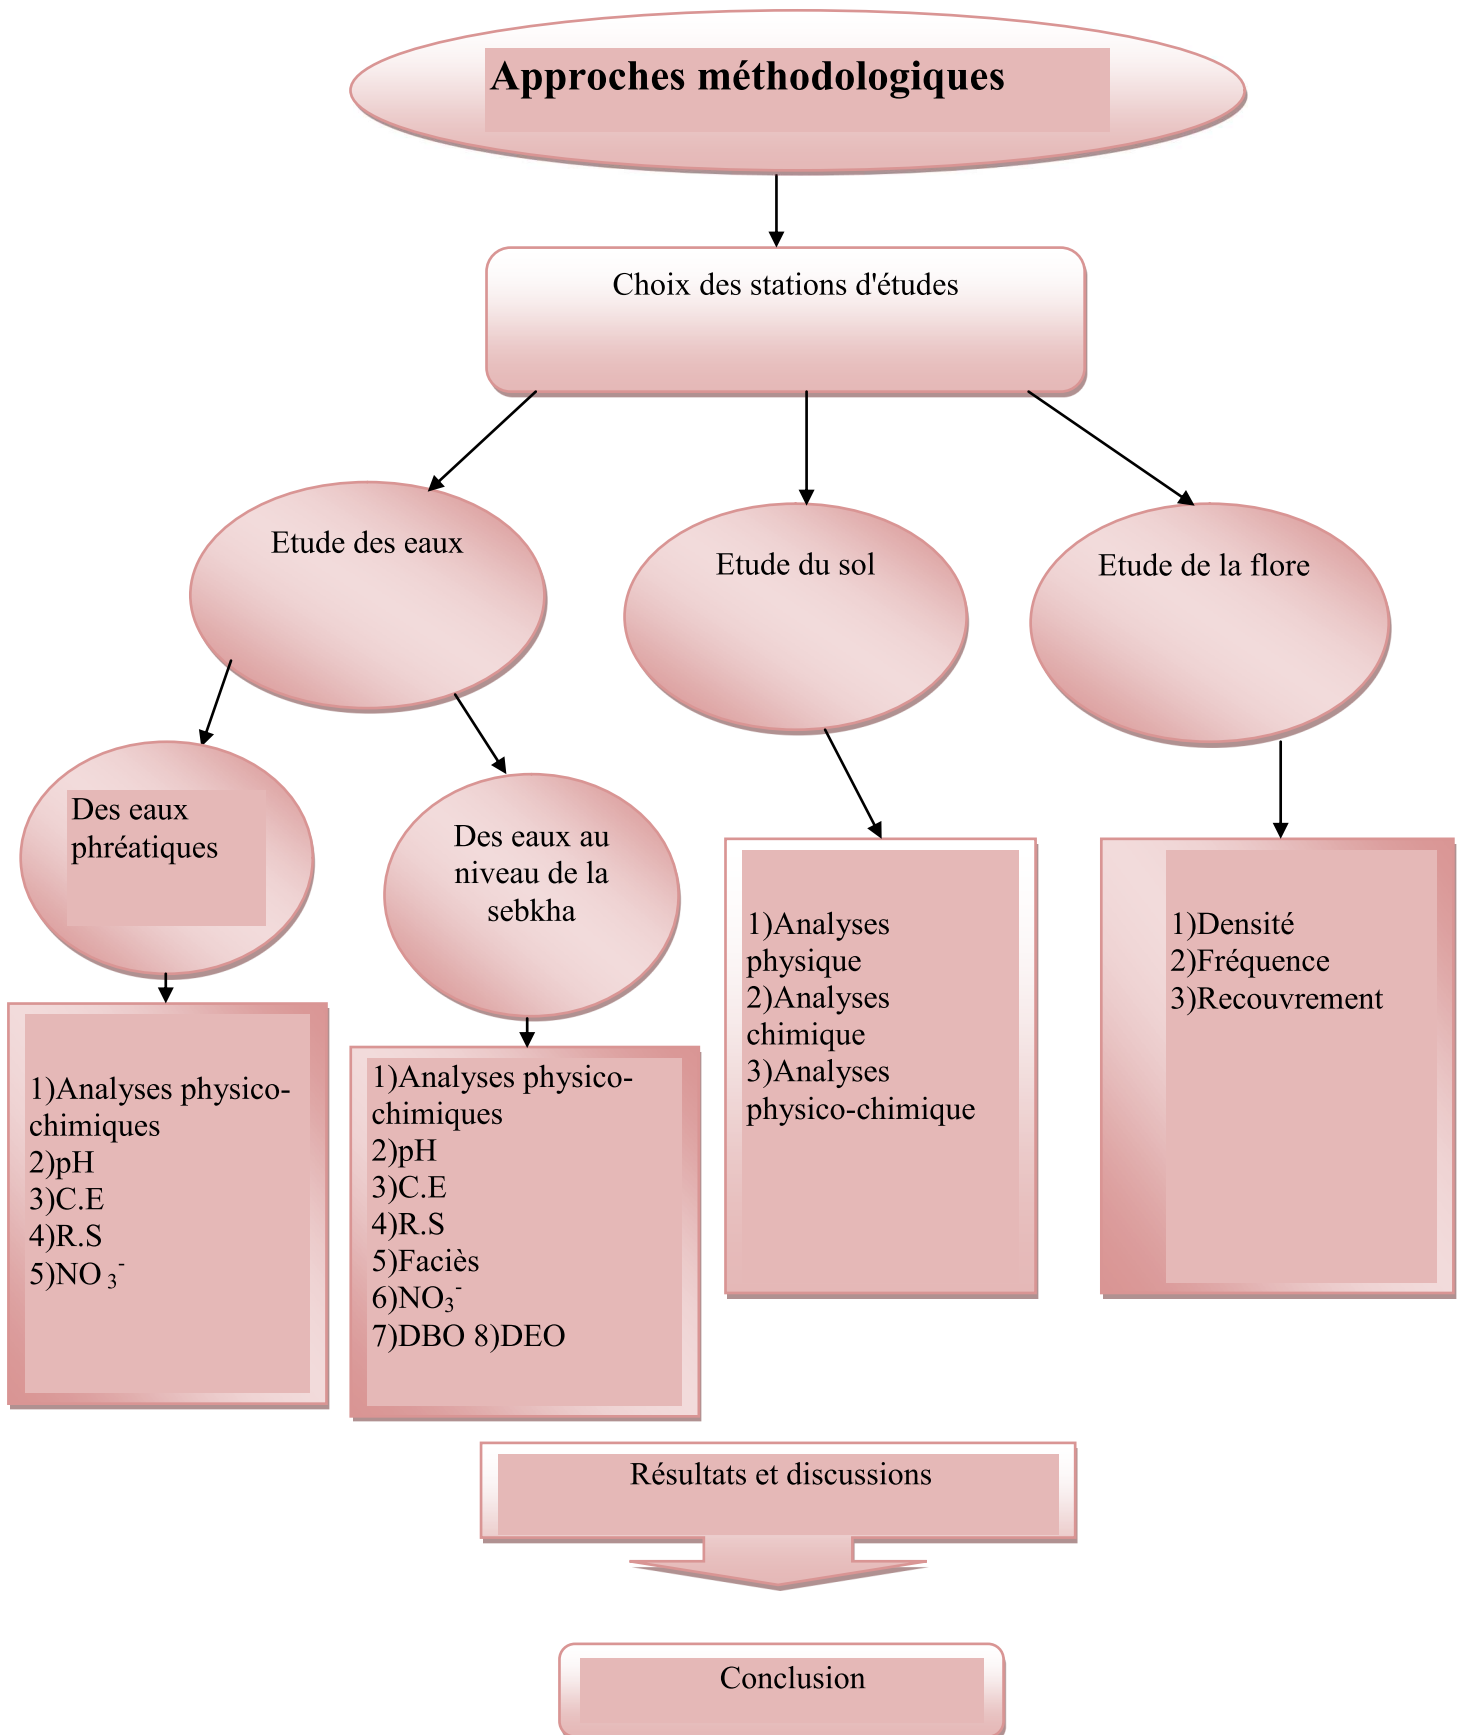 Approches méthodologiques
Choix des stations d'études
Etude des eaux
Etude du sol
Etude de la flore
Des eaux
phréatiques
Des eaux au
niveau de la
sebkha
1)Analyses physico-
chimiques
2)pH
3)C.E
4)R.S
5)NO₃⁻
1)Analyses physico-
chimiques
2)pH
3)C.E
4)R.S
5)Faciès
6)NO₃⁻
7)DBO 8)DEO
1)Analyses
physique
2)Analyses
chimique
3)Analyses
physico-chimique
1)Densité
2)Fréquence
3)Recouvrement
Résultats et discussions
Conclusion